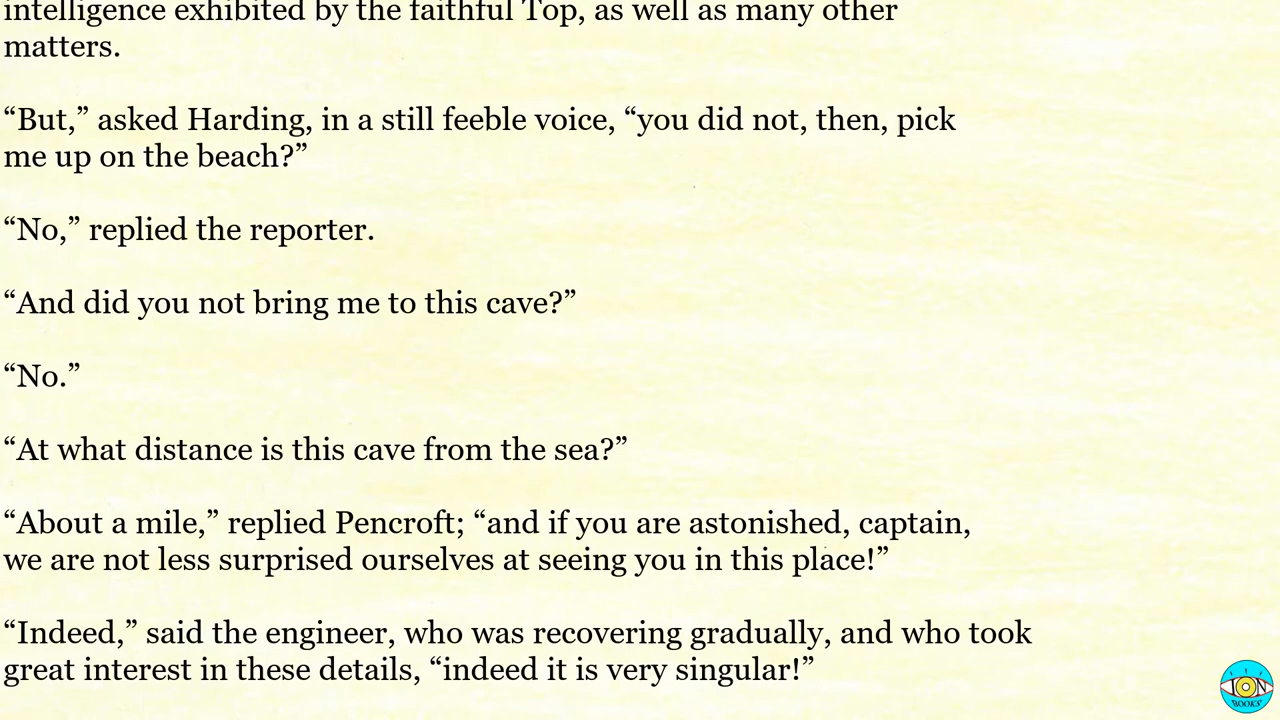 intelligence exhibited by the faithful Top, as well as many other
matters.
“But,” asked Harding, in a still feeble voice, “you did not, then, pick
me up on the beach?”
“No,” replied the reporter.
“And did you not bring me to this cave?”
“No.”
“At what distance is this cave from the sea?”
“About a mile,” replied Pencroft; “and if you are astonished, captain,
we are not less surprised ourselves at seeing you in this place!”
“Indeed,” said the engineer, who was recovering gradually, and who took
great interest in these details, “indeed it is very singular!”
ION
BOOKS